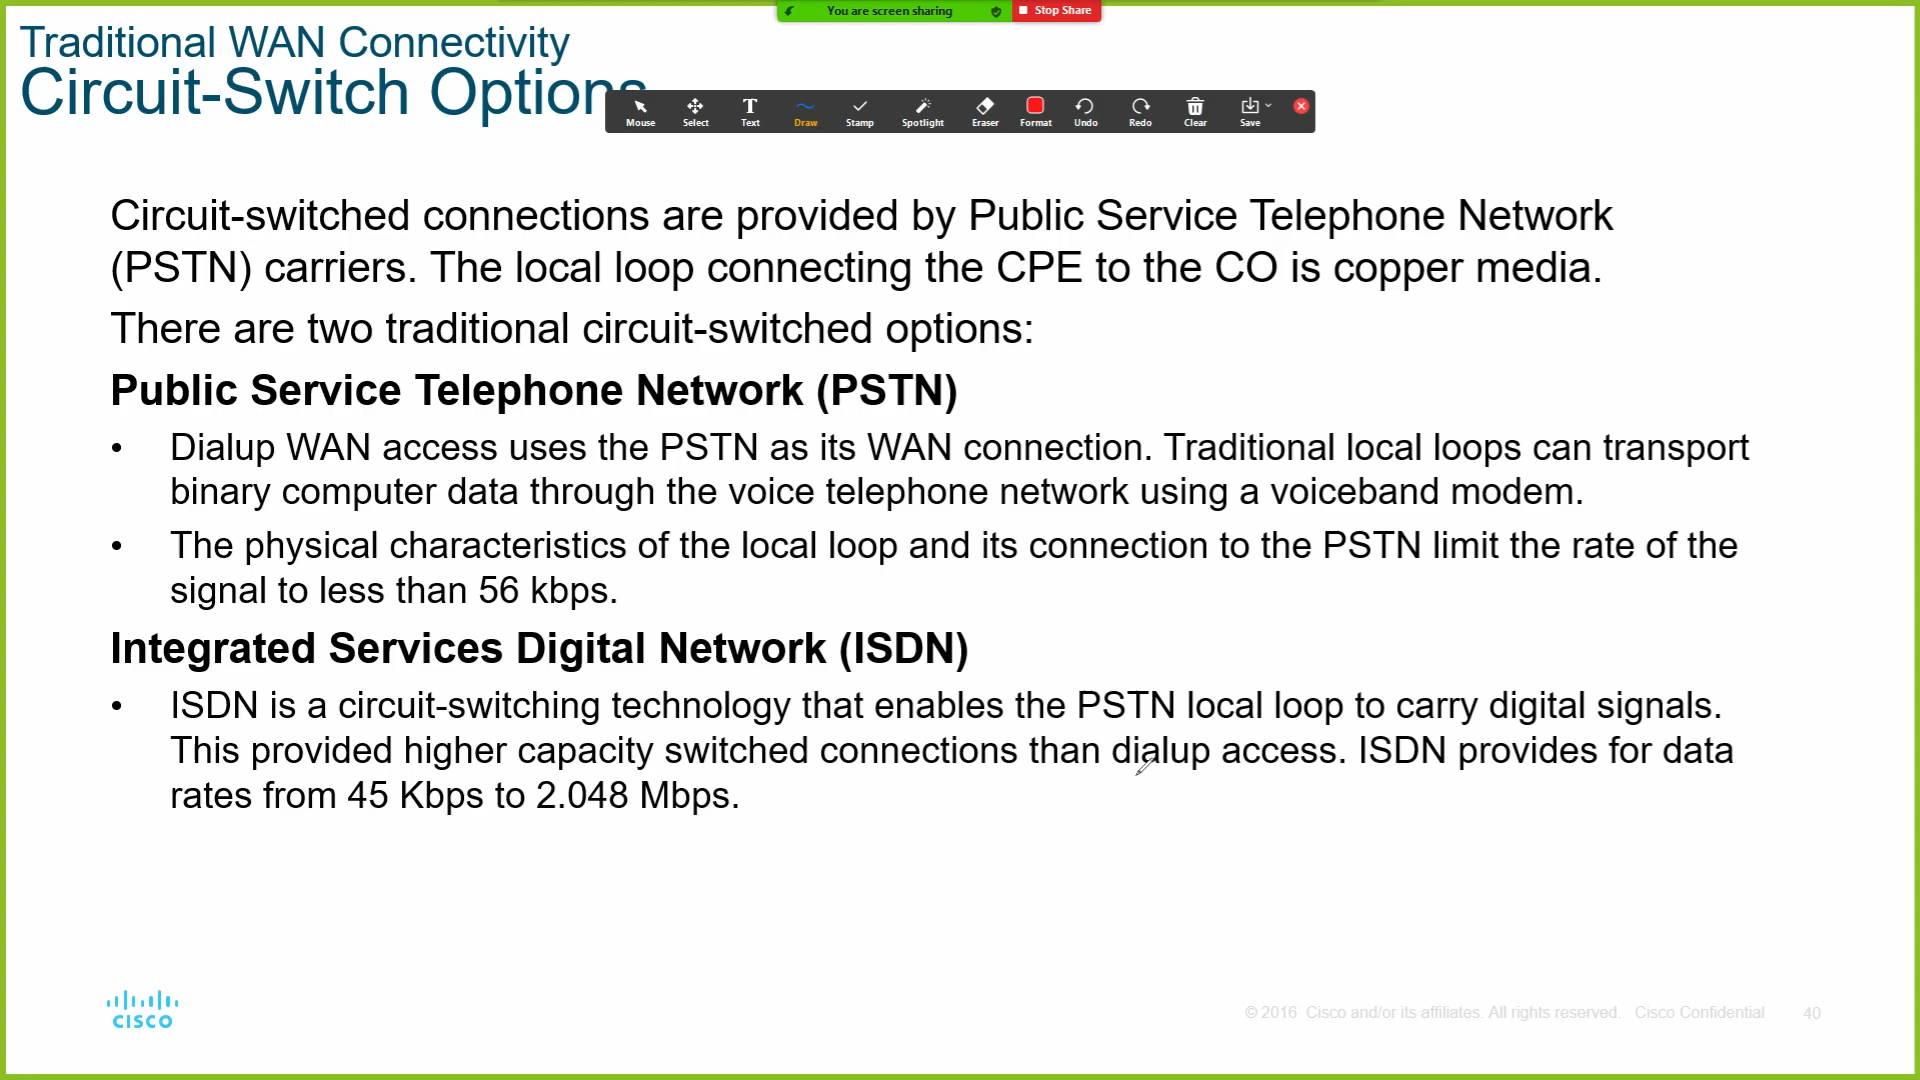 You are screen sharing
Stop Share
Traditional WAN Connectivity
Circuit-Switch Options
Mouse Select Text Draw Stamp Spotlight Eraser Format Undo Redo Clear Save
Circuit-switched connections are provided by Public Service Telephone Network
(PSTN) carriers. The local loop connecting the CPE to the CO is copper media.
There are two traditional circuit-switched options:
Public Service Telephone Network (PSTN)
• Dialup WAN access uses the PSTN as its WAN connection. Traditional local loops can transport
binary computer data through the voice telephone network using a voiceband modem.
• The physical characteristics of the local loop and its connection to the PSTN limit the rate of the
signal to less than 56 kbps.
Integrated Services Digital Network (ISDN)
• ISDN is a circuit-switching technology that enables the PSTN local loop to carry digital signals.
This provided higher capacity switched connections than dialup access. ISDN provides for data
rates from 45 Kbps to 2.048 Mbps.
CISCO
© 2016 Cisco and/or its affiliates. All rights reserved. Cisco Confidential 40